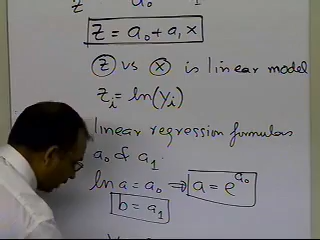 z = a₀ + a₁x
z vs x is linear model
zᵢ = ln(yᵢ)
linear regression formulas
a₀ & a₁.
ln a = a₀ ⇒ a = e^{a₀}
b = a₁